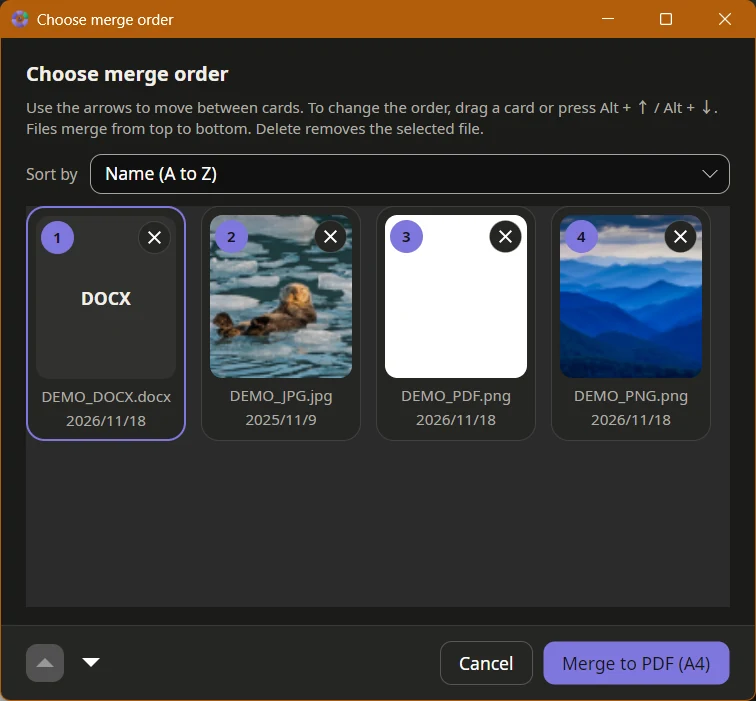 Choose merge order
Choose merge order
Use the arrows to move between cards. To change the order, drag a card or press Alt + ↑ / Alt + ↓.
Files merge from top to bottom. Delete removes the selected file.
Sort by
Name (A to Z)
1
DOCX
DEMO_DOCX.docx
2026/11/18
2
DEMO_JPG.jpg
2025/11/9
3
DEMO_PDF.png
2026/11/18
4
DEMO_PNG.png
2026/11/18
Cancel
Merge to PDF (A4)